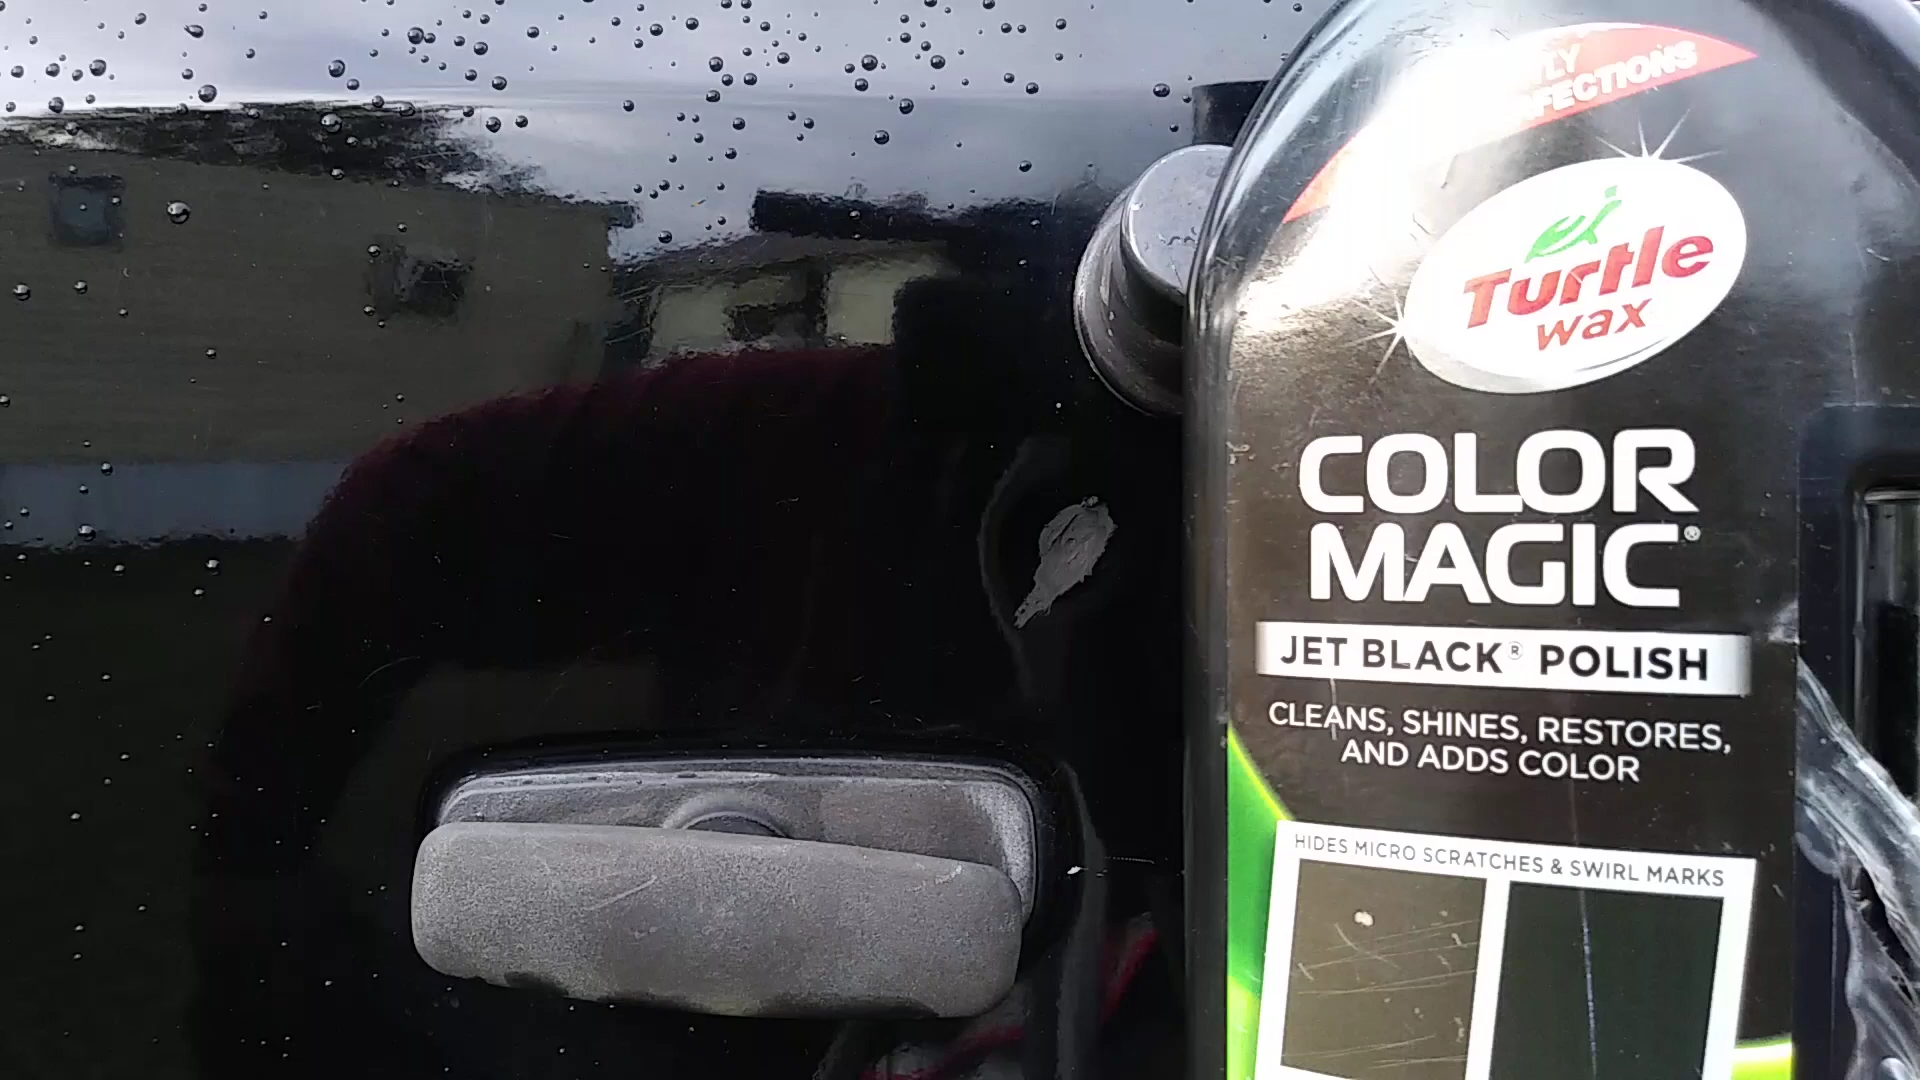 Turtle
wax
COLOR
MAGIC®
JET BLACK® POLISH
CLEANS, SHINES, RESTORES,
AND ADDS COLOR
HIDES MICRO SCRATCHES & SWIRL MARKS